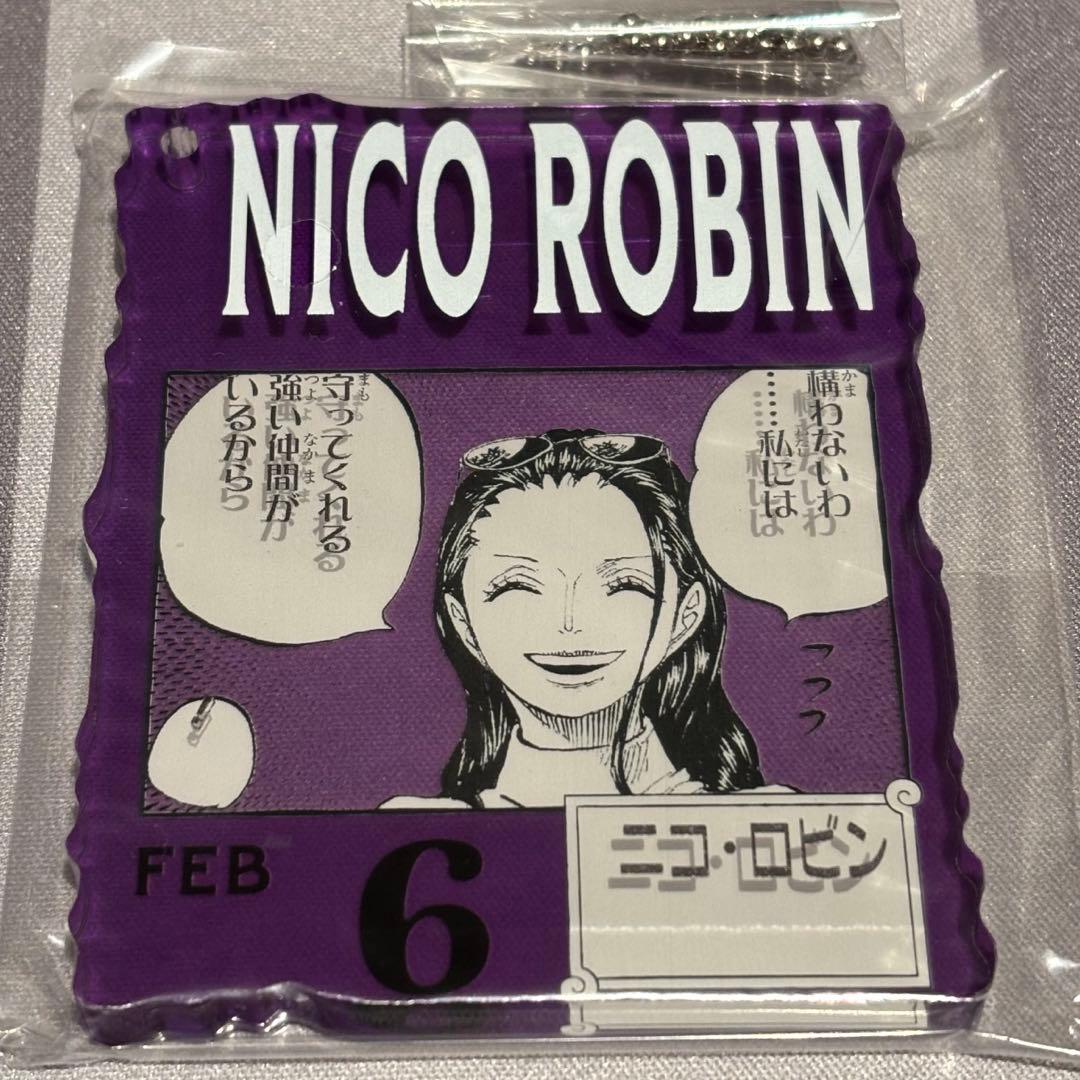 NICO ROBIN
構わないわ
……私には
守ってくれる
強い仲間が
いるから
フフフ
FEB
6
ニコ・ロビン